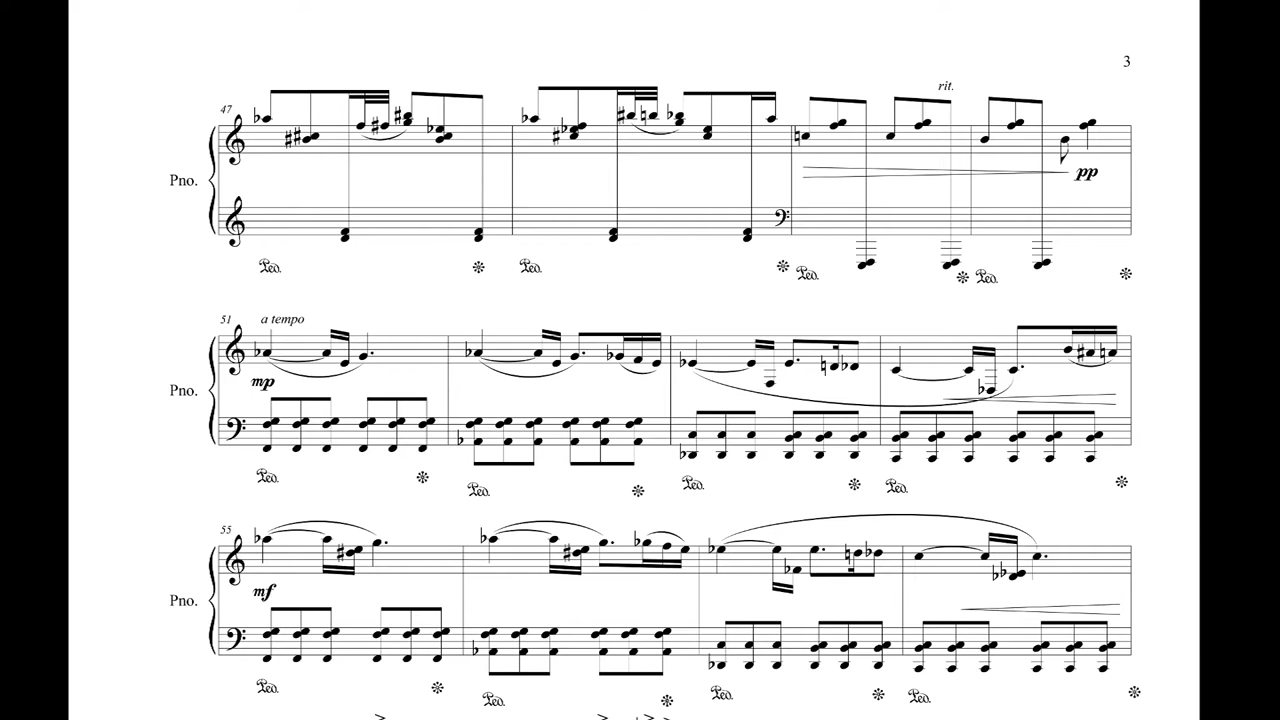 3
rit.
47
Pno.
pp
Ped. Ped. Ped. Ped.
51
a tempo
mp
Pno.
Ped. Ped. Ped. Ped.
55
mf
Pno.
Ped. Ped. Ped. Ped.